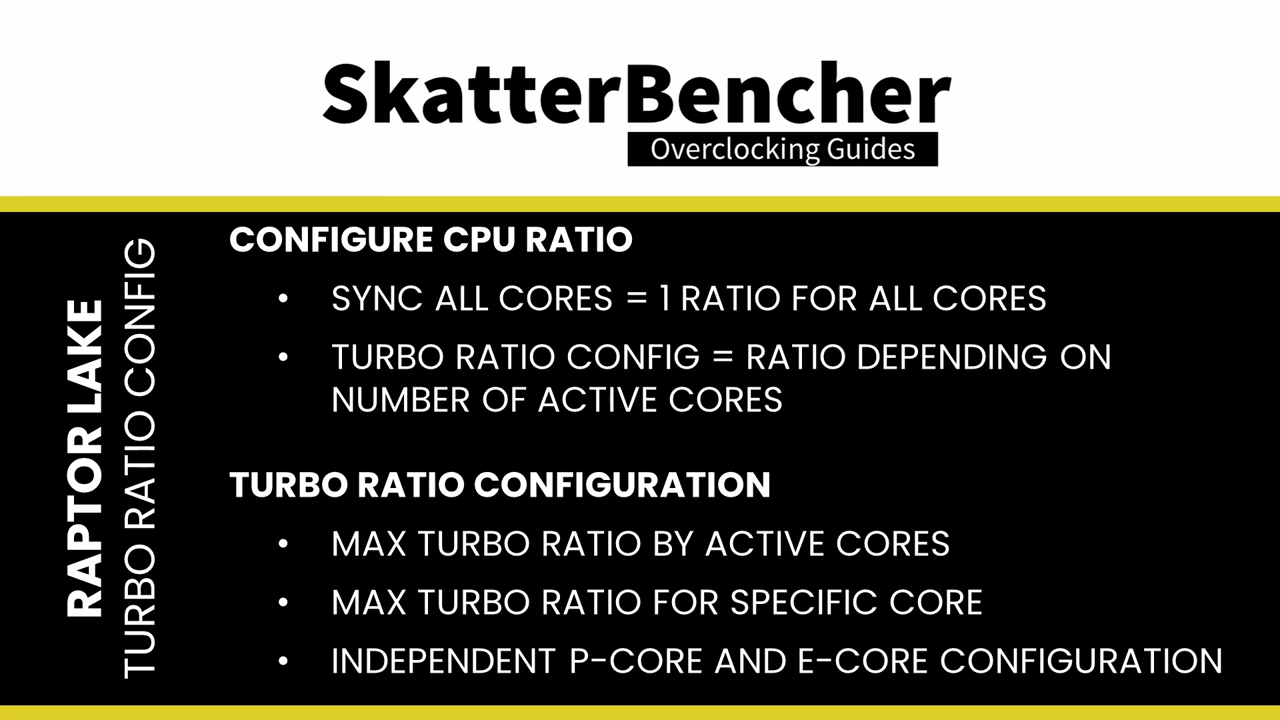 SkatterBencher
Overclocking Guides
RAPTOR LAKE
TURBO RATIO CONFIG
CONFIGURE CPU RATIO
• SYNC ALL CORES = 1 RATIO FOR ALL CORES
• TURBO RATIO CONFIG = RATIO DEPENDING ON
NUMBER OF ACTIVE CORES
TURBO RATIO CONFIGURATION
• MAX TURBO RATIO BY ACTIVE CORES
• MAX TURBO RATIO FOR SPECIFIC CORE
• INDEPENDENT P-CORE AND E-CORE CONFIGURATION